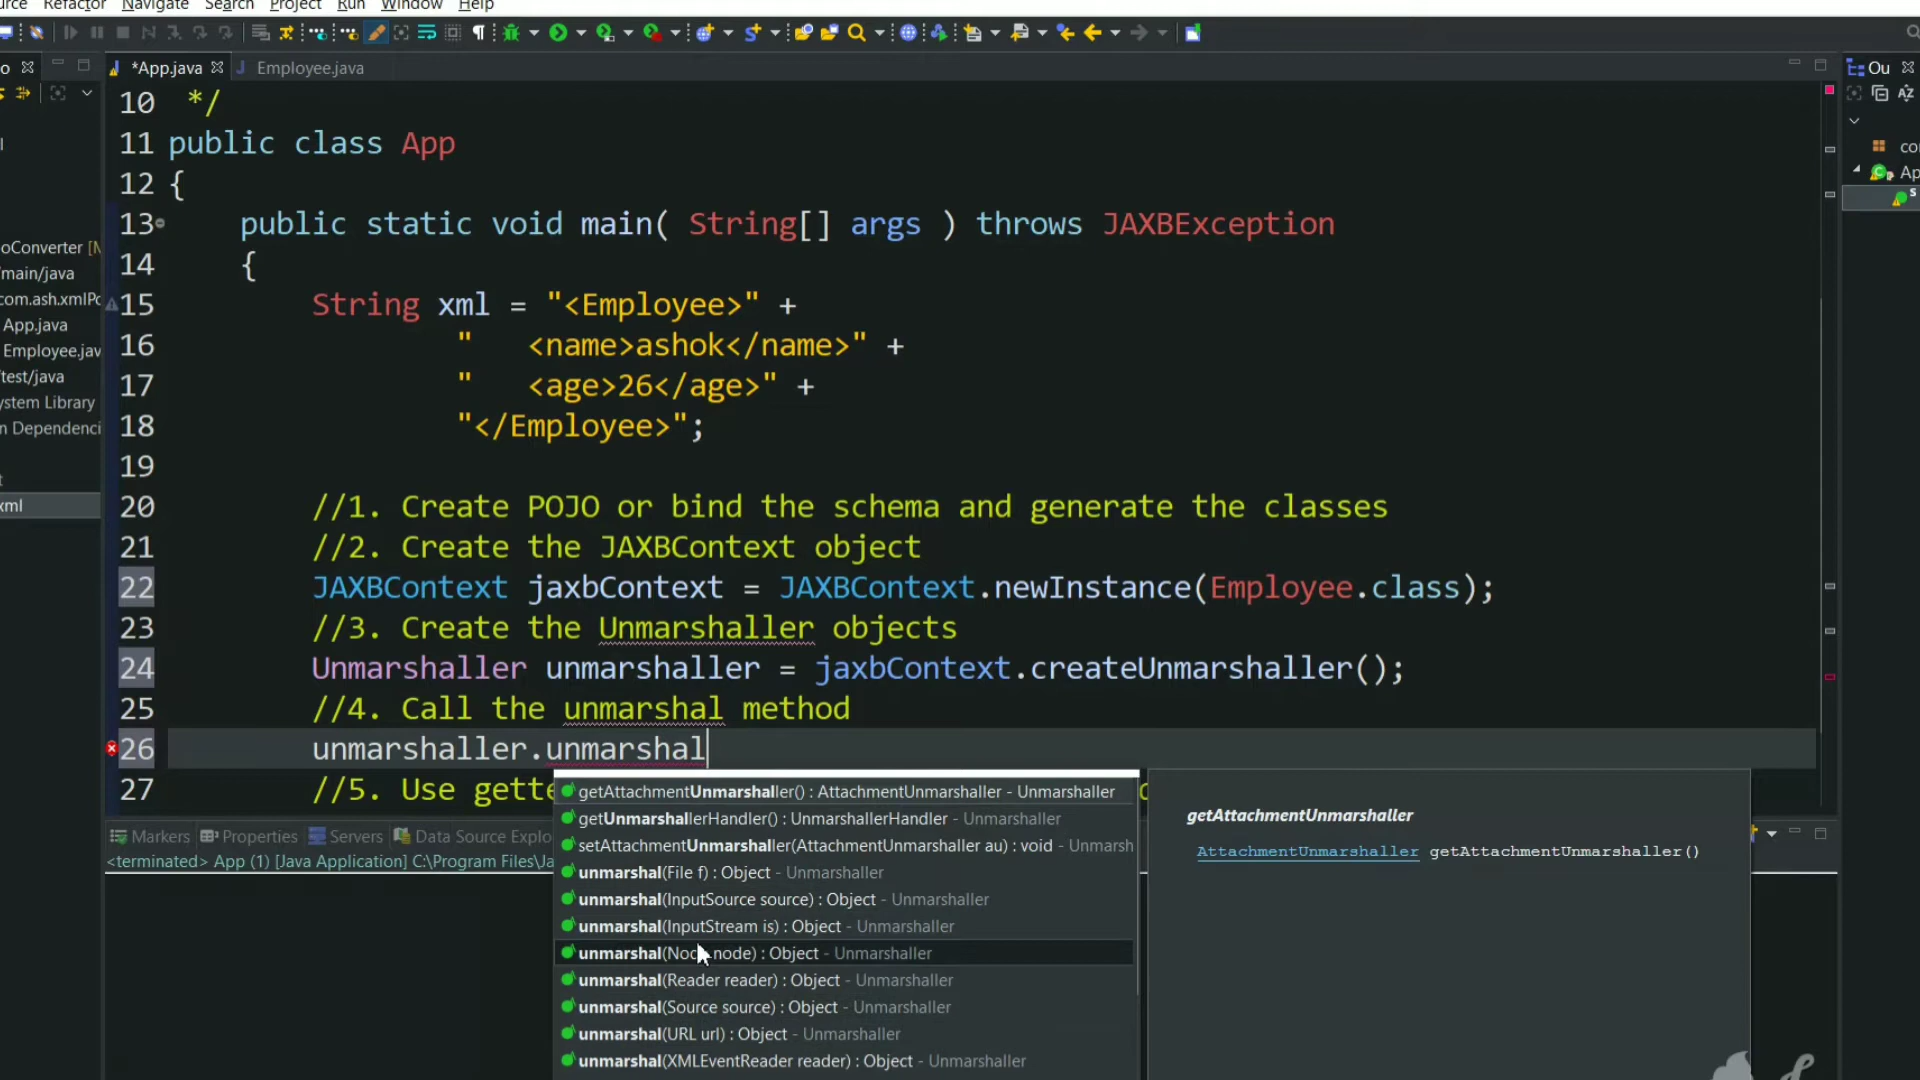 Refactor Navigate Search Project Run Window Help
*App.java Employee.java
Ou
10 */
11 public class App
12 {
13 public static void main( String[] args ) throws JAXBException
14 {
15 String xml = "<Employee>" +
16 " <name>ashok</name>" +
17 " <age>26</age>" +
18 "</Employee>";
19
20 //1. Create POJO or bind the schema and generate the classes
21 //2. Create the JAXBContext object
22 JAXBContext jaxbContext = JAXBContext.newInstance(Employee.class);
23 //3. Create the Unmarshaller objects
24 Unmarshaller unmarshaller = jaxbContext.createUnmarshaller();
25 //4. Call the unmarshal method
26 unmarshaller.unmarshal
27 //5. Use gette
oConverter [M
main/java
com.ash.xmlPo
App.java
Employee.jav
test/java
ystem Library
n Dependenci
xml
getAttachmentUnmarshaller() : AttachmentUnmarshaller - Unmarshaller
getUnmarshallerHandler() : UnmarshallerHandler - Unmarshaller
setAttachmentUnmarshaller(AttachmentUnmarshaller au) : void - Unmarsh
unmarshal(File f) : Object - Unmarshaller
unmarshal(InputSource source) : Object - Unmarshaller
unmarshal(InputStream is) : Object - Unmarshaller
unmarshal(Node node) : Object - Unmarshaller
unmarshal(Reader reader) : Object - Unmarshaller
unmarshal(Source source) : Object - Unmarshaller
unmarshal(URL url) : Object - Unmarshaller
unmarshal(XMLEventReader reader) : Object - Unmarshaller
getAttachmentUnmarshaller
AttachmentUnmarshaller getAttachmentUnmarshaller()
Markers Properties Servers Data Source Explo
<terminated> App (1) [Java Application] C:\Program Files\Ja